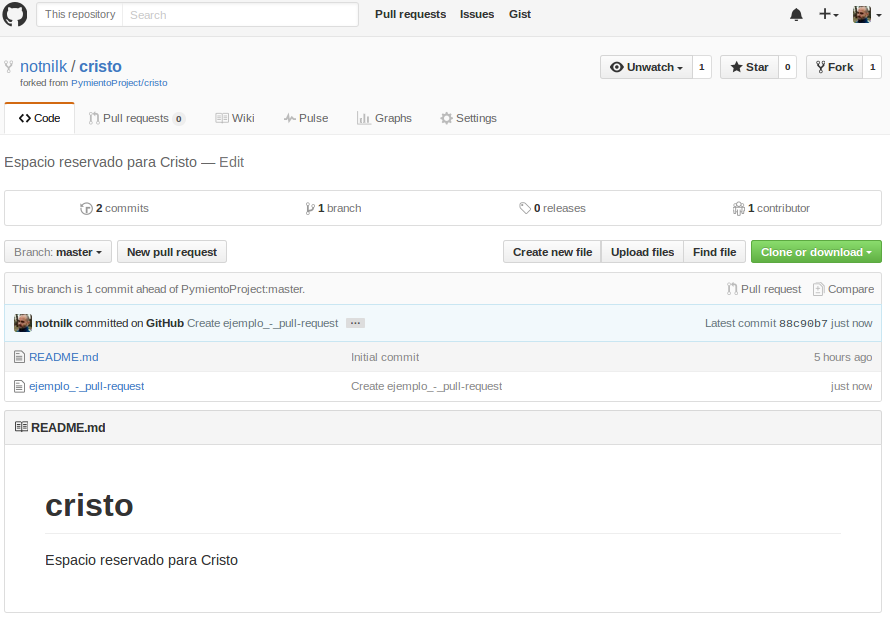 This repository Search Pull requests Issues Gist
notnilk / cristo Unwatch 1 Star 0 Fork 1
forked from PymientoProject/cristo
Code Pull requests 0 Wiki Pulse Graphs Settings
Espacio reservado para Cristo — Edit
2 commits 1 branch 0 releases 1 contributor
Branch: master New pull request Create new file Upload files Find file Clone or download
This branch is 1 commit ahead of PymientoProject:master. Pull request Compare
notnilk committed on GitHub Create ejemplo_-_pull-request ... Latest commit 88c90b7 just now
README.md Initial commit 5 hours ago
ejemplo_-_pull-request Create ejemplo_-_pull-request just now
README.md
cristo
Espacio reservado para Cristo